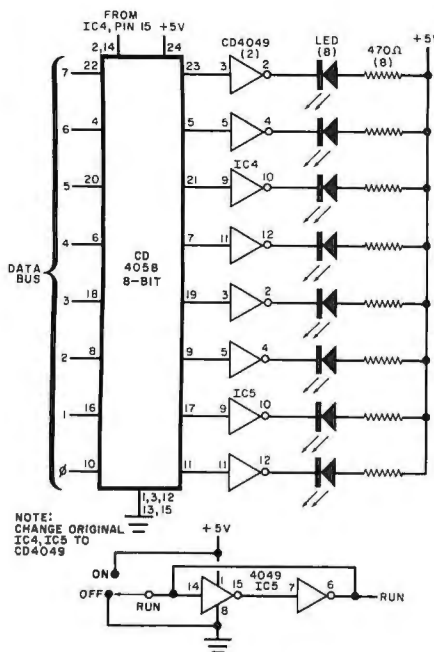 FROM
IC4, PIN 15 +5V
2,14 24
CD4049
(2)
LED
(8)
470Ω
(8)
+5V
7 22 23 3 2
6 4 5 5 4
IC4
5 20 21 9 10
4 6 7 11 12
DATA
BUS
CD
4058
8-BIT
3 18 19 3 2
2 8 9 5 4
IC5
1 16 17 9 10
Ø 10 11 11 12
1,3,12
13,15
NOTE:
CHANGE ORIGINAL
IC4, IC5 TO
CD4049
+5V
ON
OFF
RUN
14 1 15 4049 7 6
8 IC5
RUN